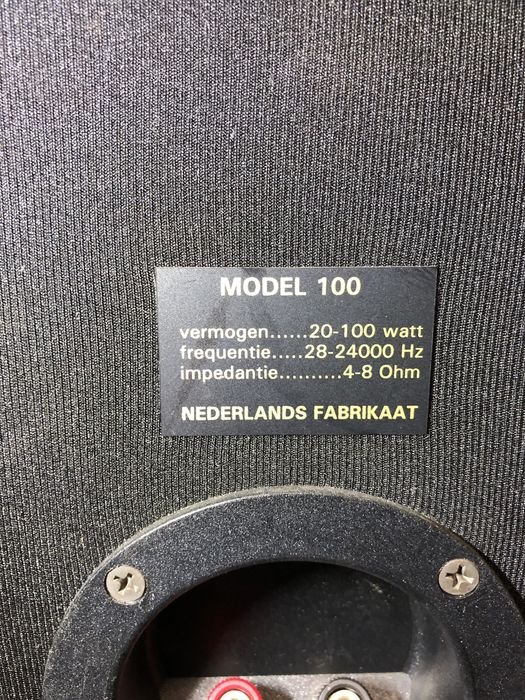 MODEL 100
vermogen......20-100 watt
frequentie.....28-24000 Hz
impedantie..........4-8 Ohm
NEDERLANDS FABRIKAAT